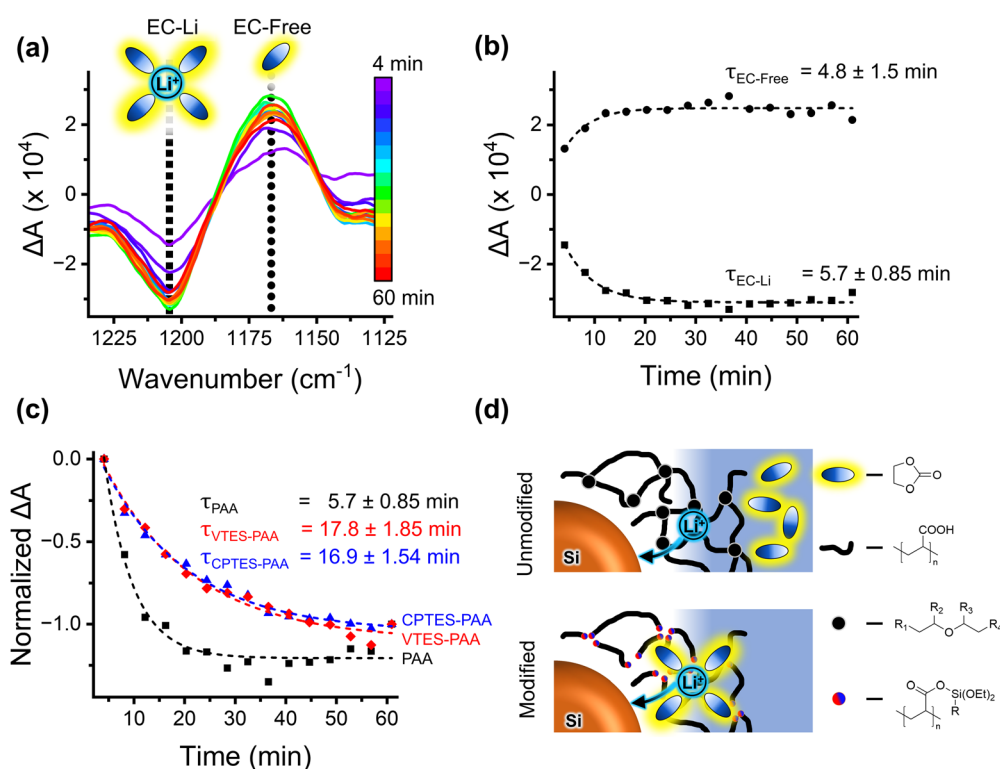 (a)
EC-Li
EC-Free
Li⁺
4 min
60 min
2
0
−2
ΔA (x 10⁴)
1225
1200
1175
1150
1122
Wavenumber (cm⁻¹)
(b)
τEC-Free = 4.8 ± 1.5 min
τEC-Li = 5.7 ± 0.85 min
2
0
−2
ΔA (x 10⁴)
10
20
30
40
50
60
Time (min)
(c)
τPAA = 5.7 ± 0.85 min
τVTES-PAA = 17.8 ± 1.85 min
τCPTES-PAA = 16.9 ± 1.54 min
CPTES-PAA
VTES-PAA
PAA
0.0
−0.5
−1.0
Normalized ΔA
0
10
20
30
40
50
60
Time (min)
(d)
Unmodified
Si
Li⁺
O
O
O
COOH
n
R₂
R₃
R₁
O
R₄
Modified
Si
Li⁺
O
O
Si(OEt)₂
R
n